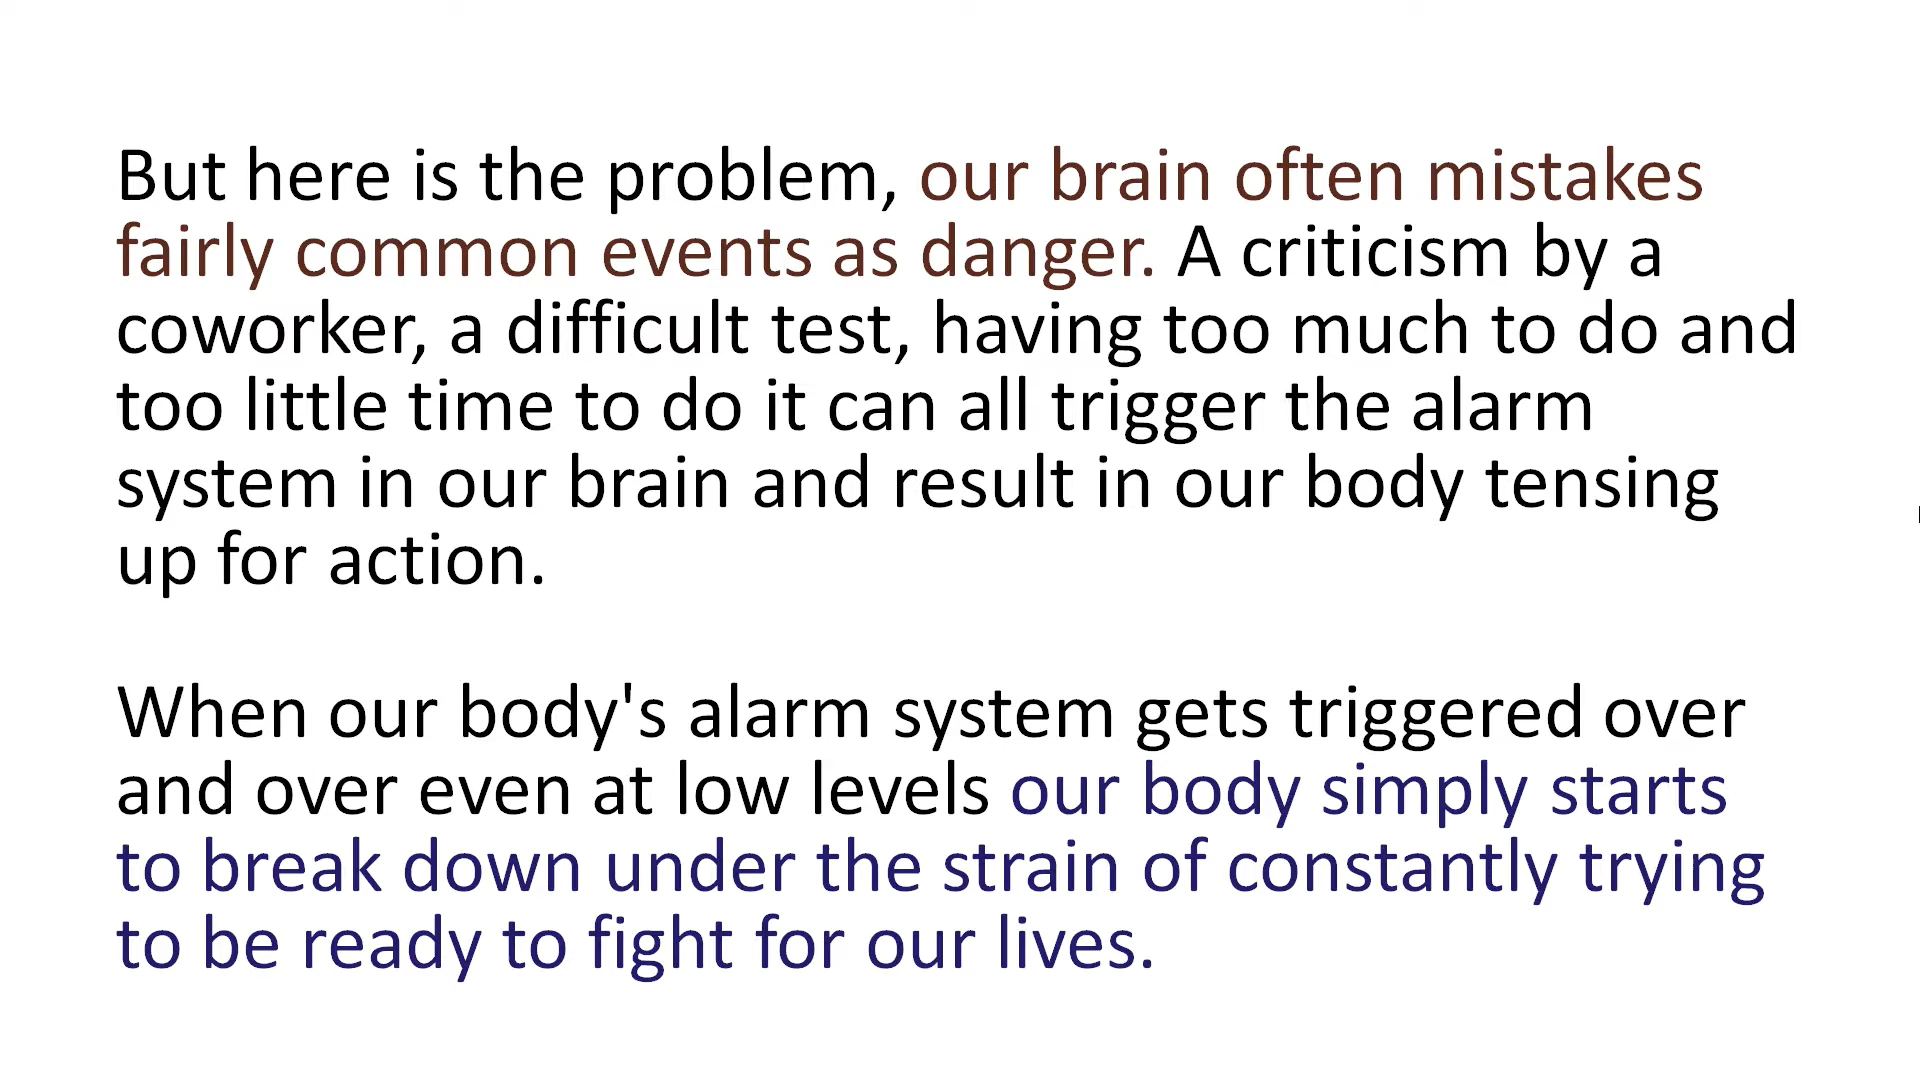 But here is the problem, our brain often mistakes
fairly common events as danger. A criticism by a
coworker, a difficult test, having too much to do and
too little time to do it can all trigger the alarm
system in our brain and result in our body tensing
up for action.
When our body's alarm system gets triggered over
and over even at low levels our body simply starts
to break down under the strain of constantly trying
to be ready to fight for our lives.